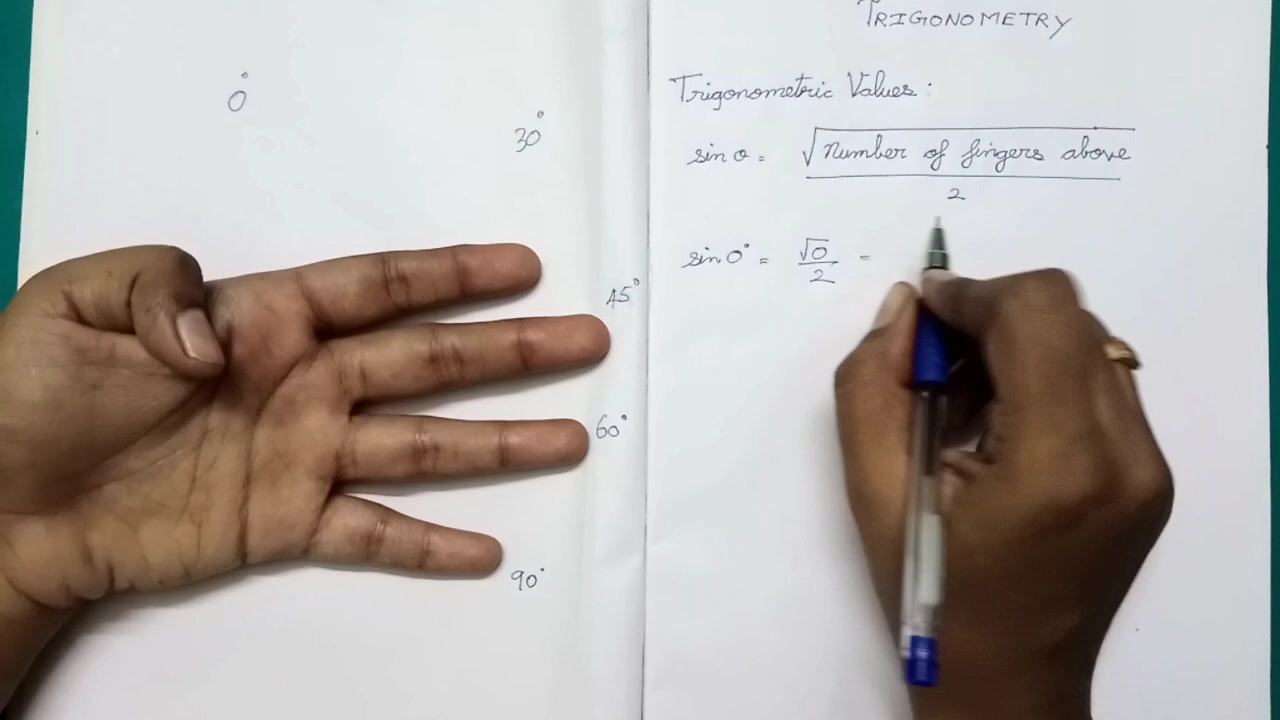 0°
30°
45°
60°
90°
TRIGONOMETRY
Trigonometric Values :
sin θ = √Number of fingers above
2
sin 0° = √0 =
2